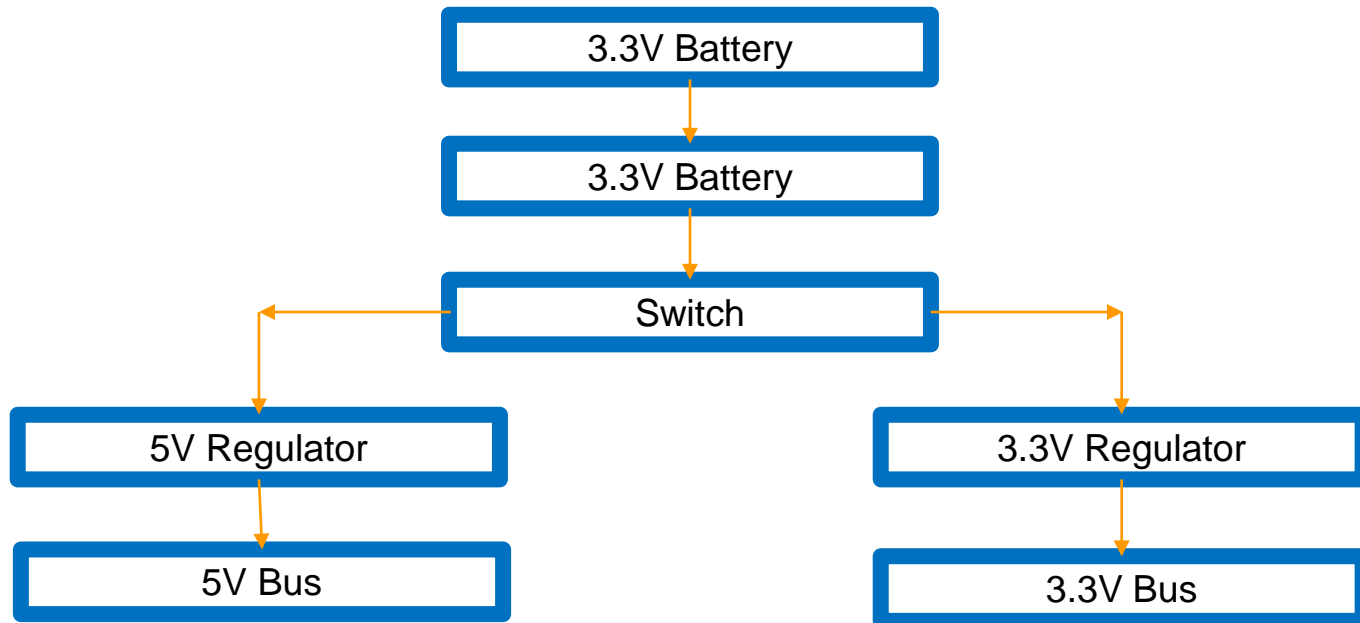 3.3V Battery
3.3V Battery
Switch
5V Regulator
3.3V Regulator
5V Bus
3.3V Bus